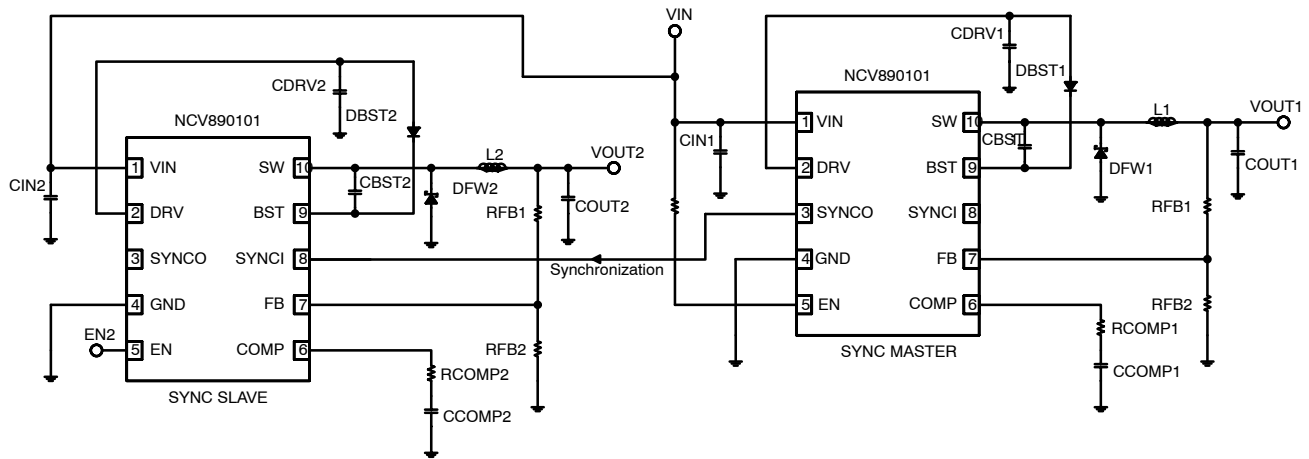 VIN
CDRV1
DBST1
NCV890101
L1
VOUT1
1 VIN
SW 10
CIN1
CBST1
2 DRV
BST 9
DFW1
COUT1
3 SYNCO
SYNCI 8
RFB1
4 GND
FB 7
5 EN
COMP 6
RFB2
RCOMP1
CCOMP1
SYNC MASTER
CDRV2
DBST2
NCV890101
L2
VOUT2
1 VIN
SW 10
CIN2
CBST2
DFW2
2 DRV
BST 9
RFB1
COUT2
3 SYNCO
SYNCI 8
Synchronization
4 GND
FB 7
EN2
5 EN
COMP 6
RFB2
RCOMP2
CCOMP2
SYNC SLAVE